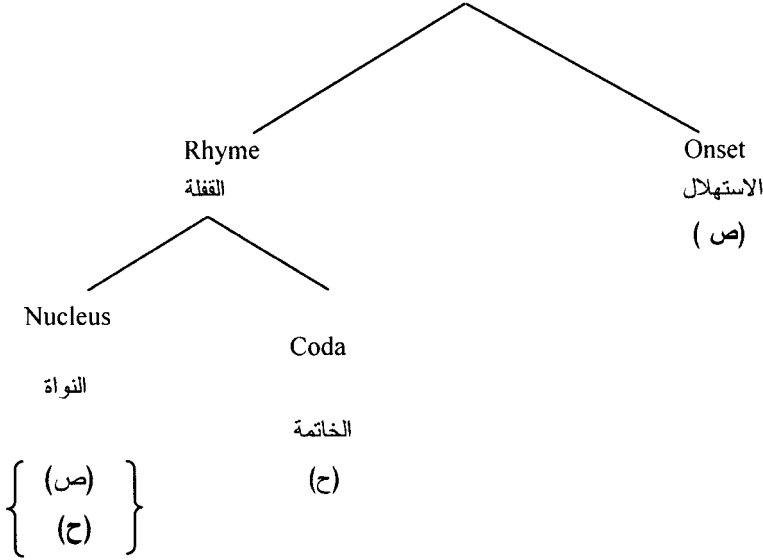 Rhyme
القفلة
Onset
الاستهلال
(ص)
Nucleus
النواة
(ص)
(ح)
Coda
الخاتمة
(ح)